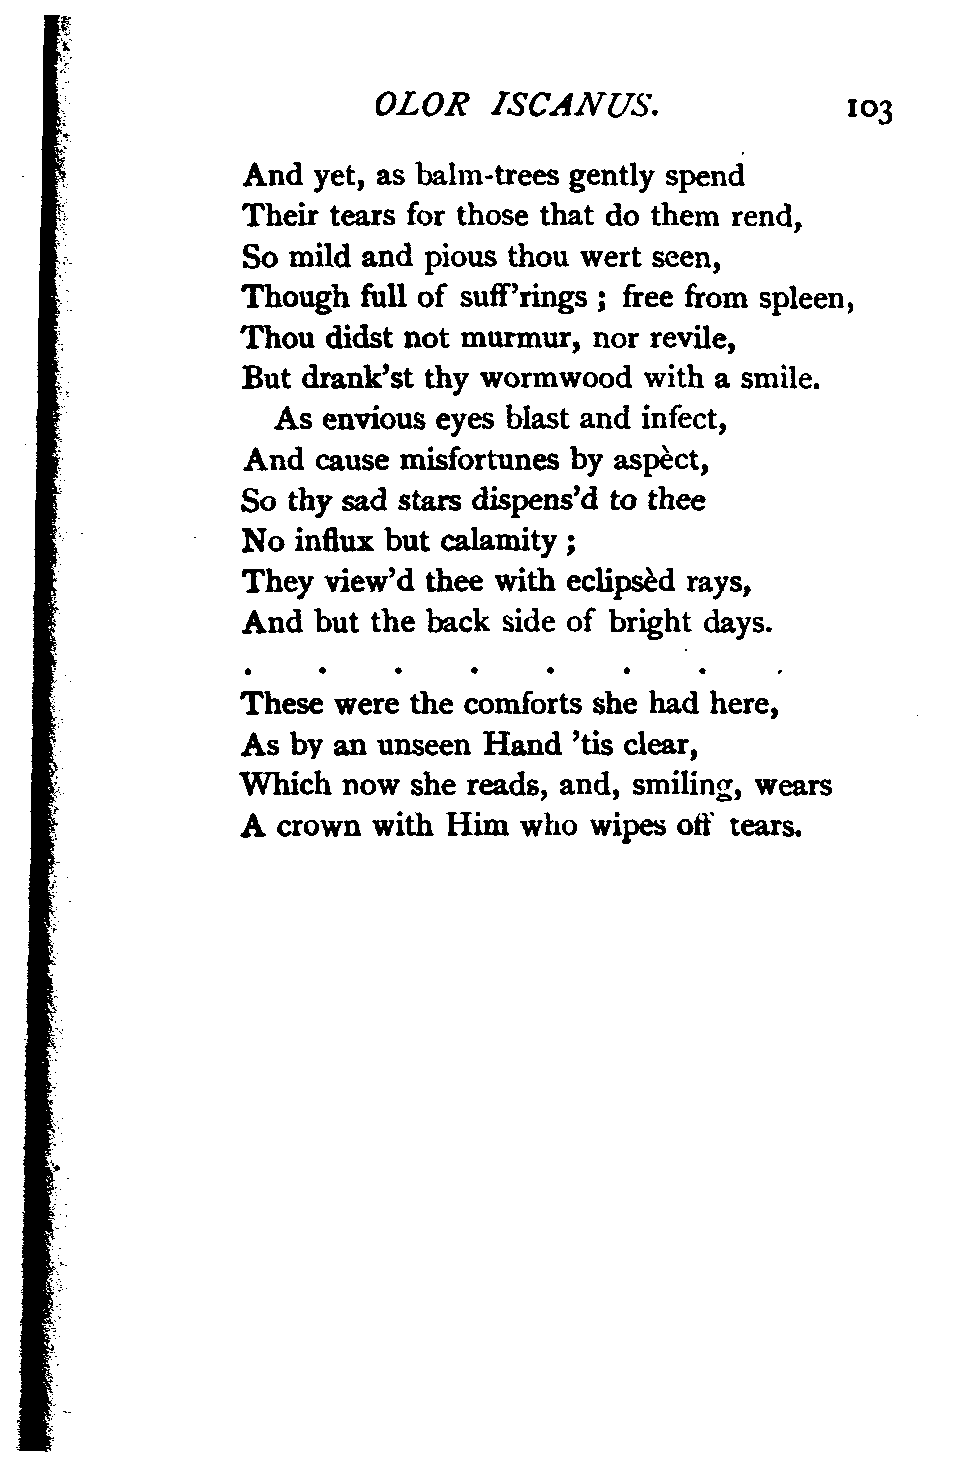 OLOR ISCANUS. 103
And yet, as balm-trees gently spend
Their tears for those that do them rend,
So mild and pious thou wert seen,
Though full of suff'rings ; free from spleen,
Thou didst not murmur, nor revile,
But drank'st thy wormwood with a smile.
As envious eyes blast and infect,
And cause misfortunes by aspèct,
So thy sad stars dispens'd to thee
No influx but calamity ;
They view'd thee with eclipsèd rays,
And but the back side of bright days.
. . . . . . . .
These were the comforts she had here,
As by an unseen Hand 'tis clear,
Which now she reads, and, smiling, wears
A crown with Him who wipes off tears.